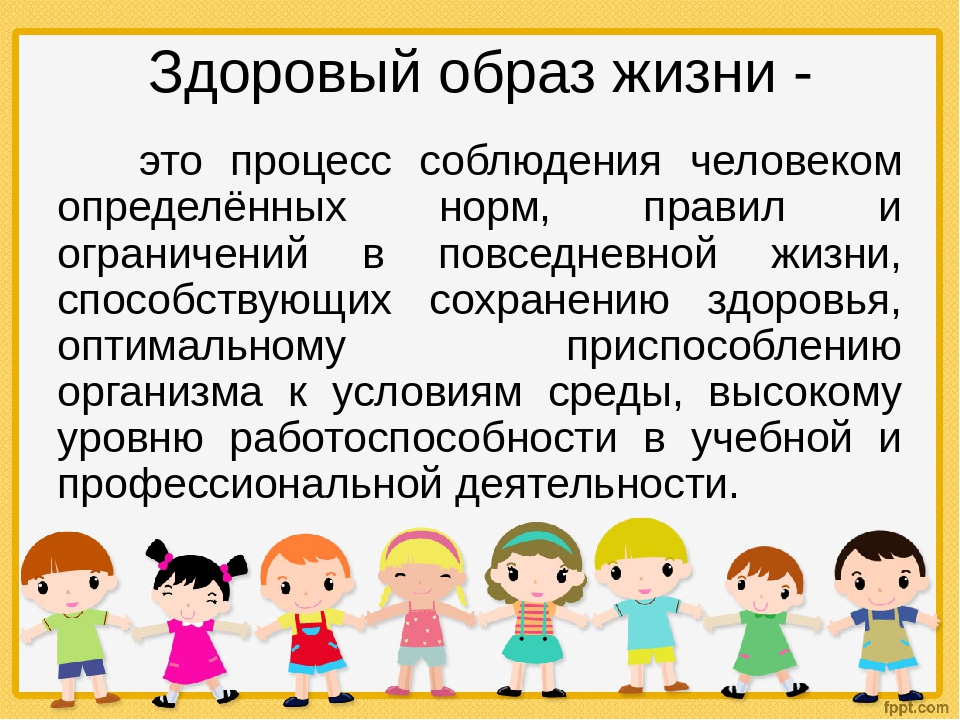 Здоровый образ жизни -
это процесс соблюдения человеком
определённых норм, правил и
ограничений в повседневной жизни,
способствующих сохранению здоровья,
оптимальному приспособлению
организма к условиям среды, высокому
уровню работоспособности в учебной и
профессиональной деятельности.
fppt.com